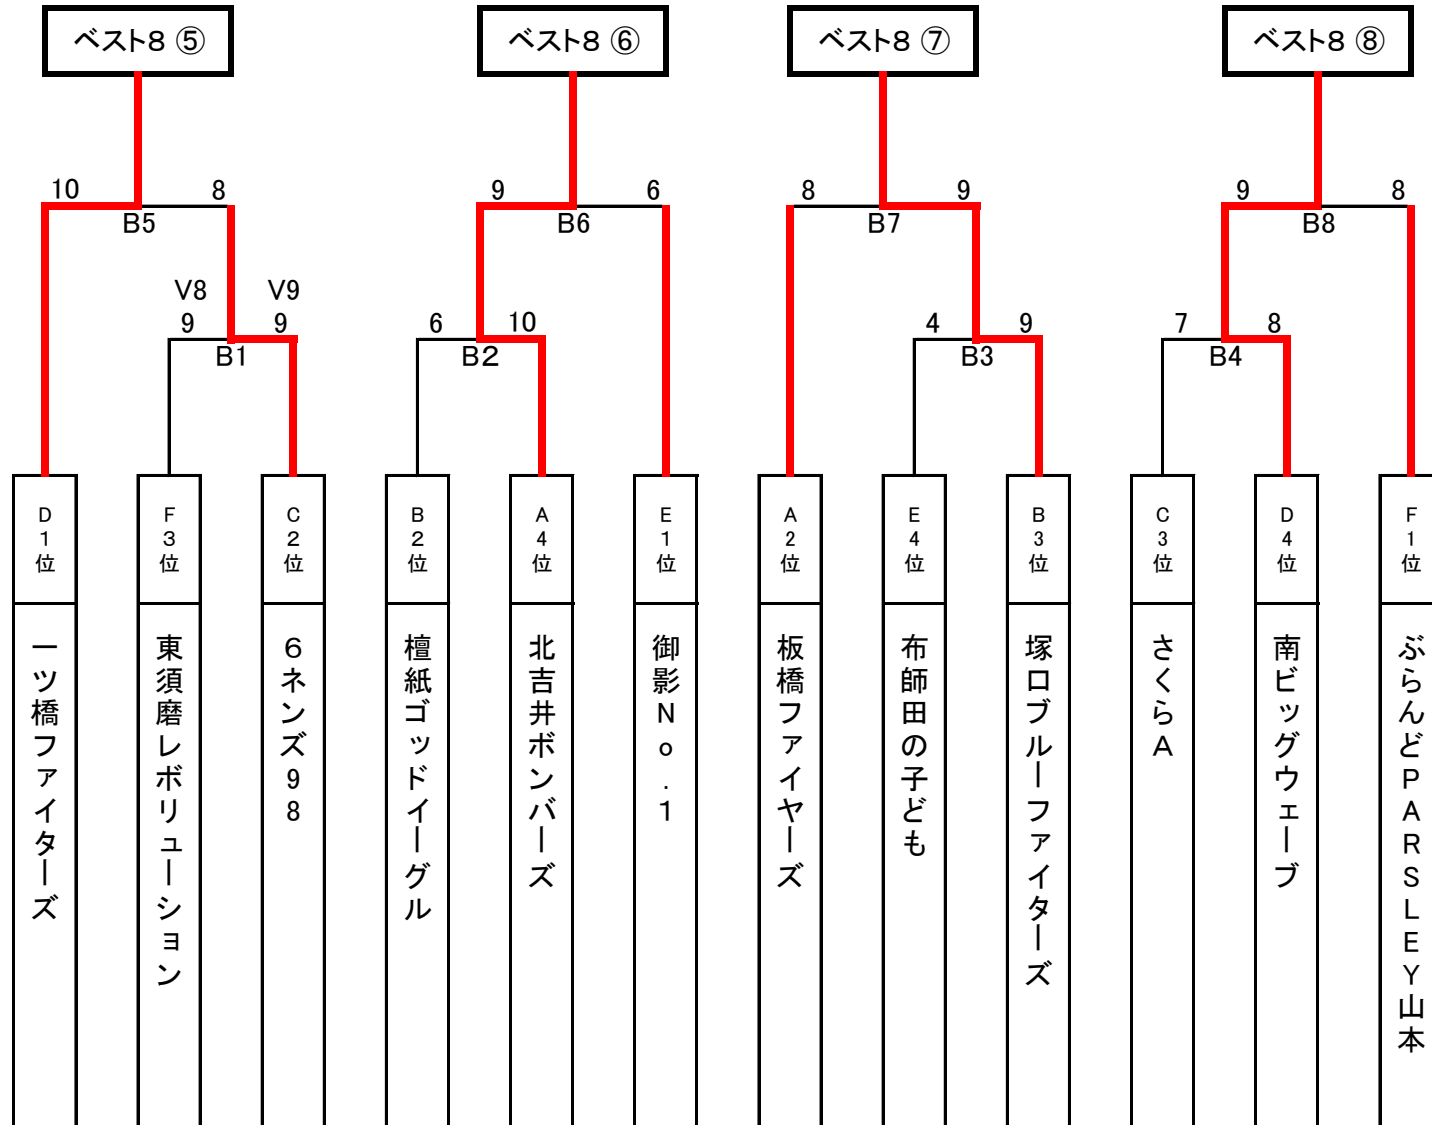 ベスト8 ⑤
ベスト8 ⑥
ベスト8 ⑦
ベスト8 ⑧
10 8
B5
9 6
B6
8 9
B7
9 8
B8
V8 V9
9 9
B1
6 10
B2
4 9
B3
7 8
B4
D1位
F3位
C2位
B2位
A4位
E1位
A2位
E4位
B3位
C3位
D4位
F1位
一ツ橋ファイターズ
東須磨レボリューション
6ネンズ98
檀紙ゴッドイーグル
北吉井ボンバーズ
御影No.1
板橋ファイヤーズ
布師田の子ども
塚口ブルーファイターズ
さくらA
南ビッグウェーブ
ぶらんどPARSLEY山本